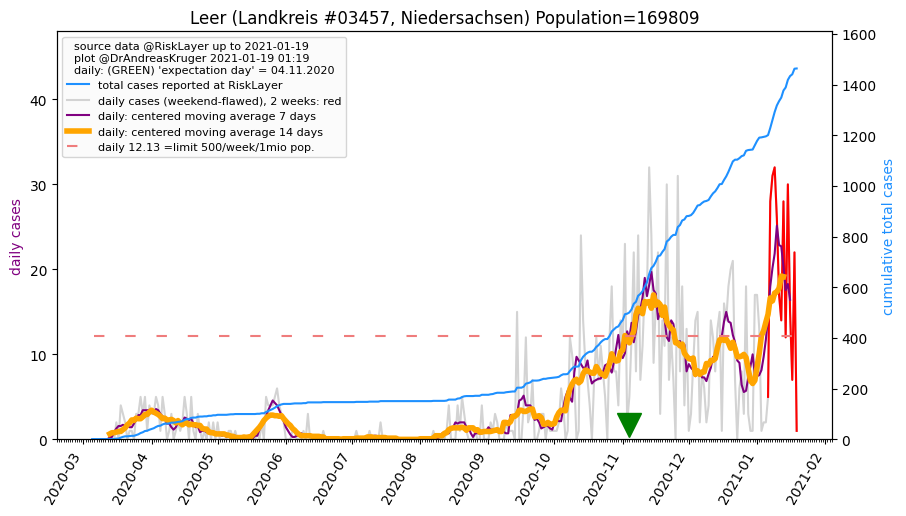 Leer (Landkreis #03457, Niedersachsen) Population=169809
source data @RiskLayer up to 2021-01-19
plot @DrAndreasKruger 2021-01-19 01:19
daily: (GREEN) 'expectation day' = 04.11.2020
total cases reported at RiskLayer
daily cases (weekend-flawed), 2 weeks: red
daily: centered moving average 7 days
daily: centered moving average 14 days
daily 12.13 =limit 500/week/1mio pop.
daily cases
40
30
20
10
0
cumulative total cases
1600
1400
1200
1000
800
600
400
200
0
2020-03
2020-04
2020-05
2020-06
2020-07
2020-08
2020-09
2020-10
2020-11
2020-12
2021-01
2021-02